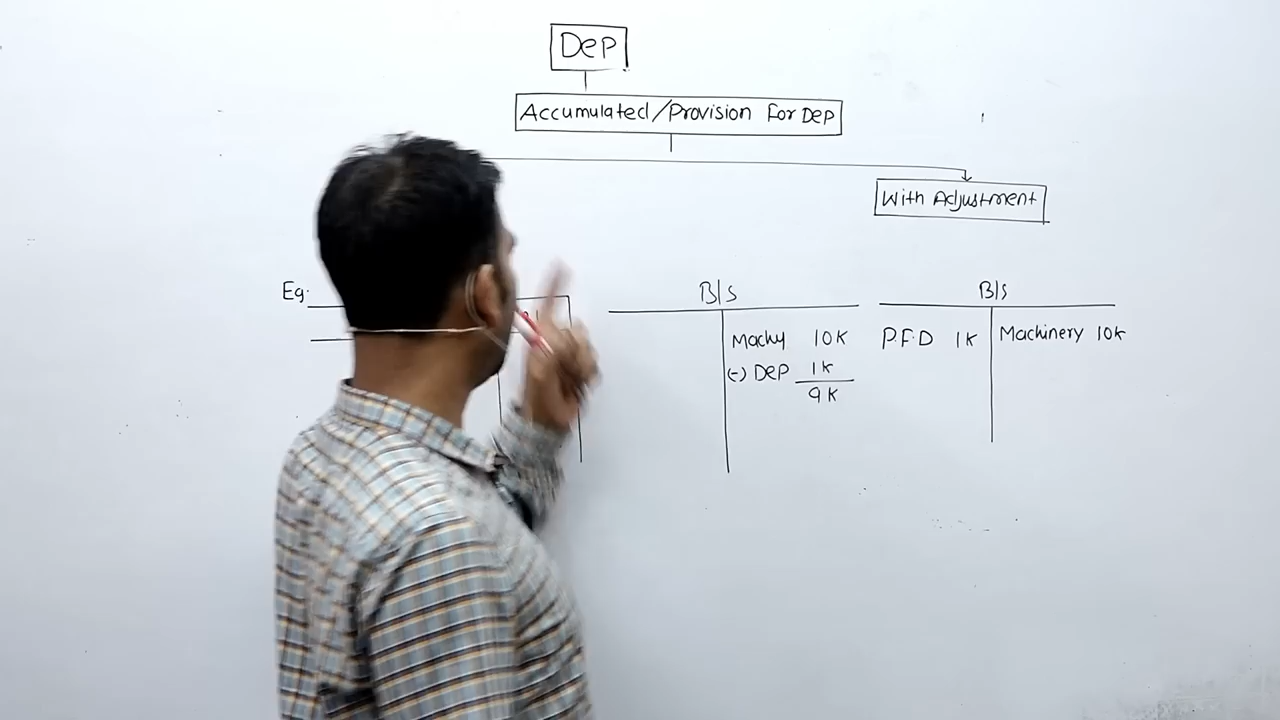 Dep
Accumulated/Provision For Dep
With Adjustment
Eg.
B/S
Machy 10K
(-) Dep 1K
9K
B/S
P.F.D 1K Machinery 10K